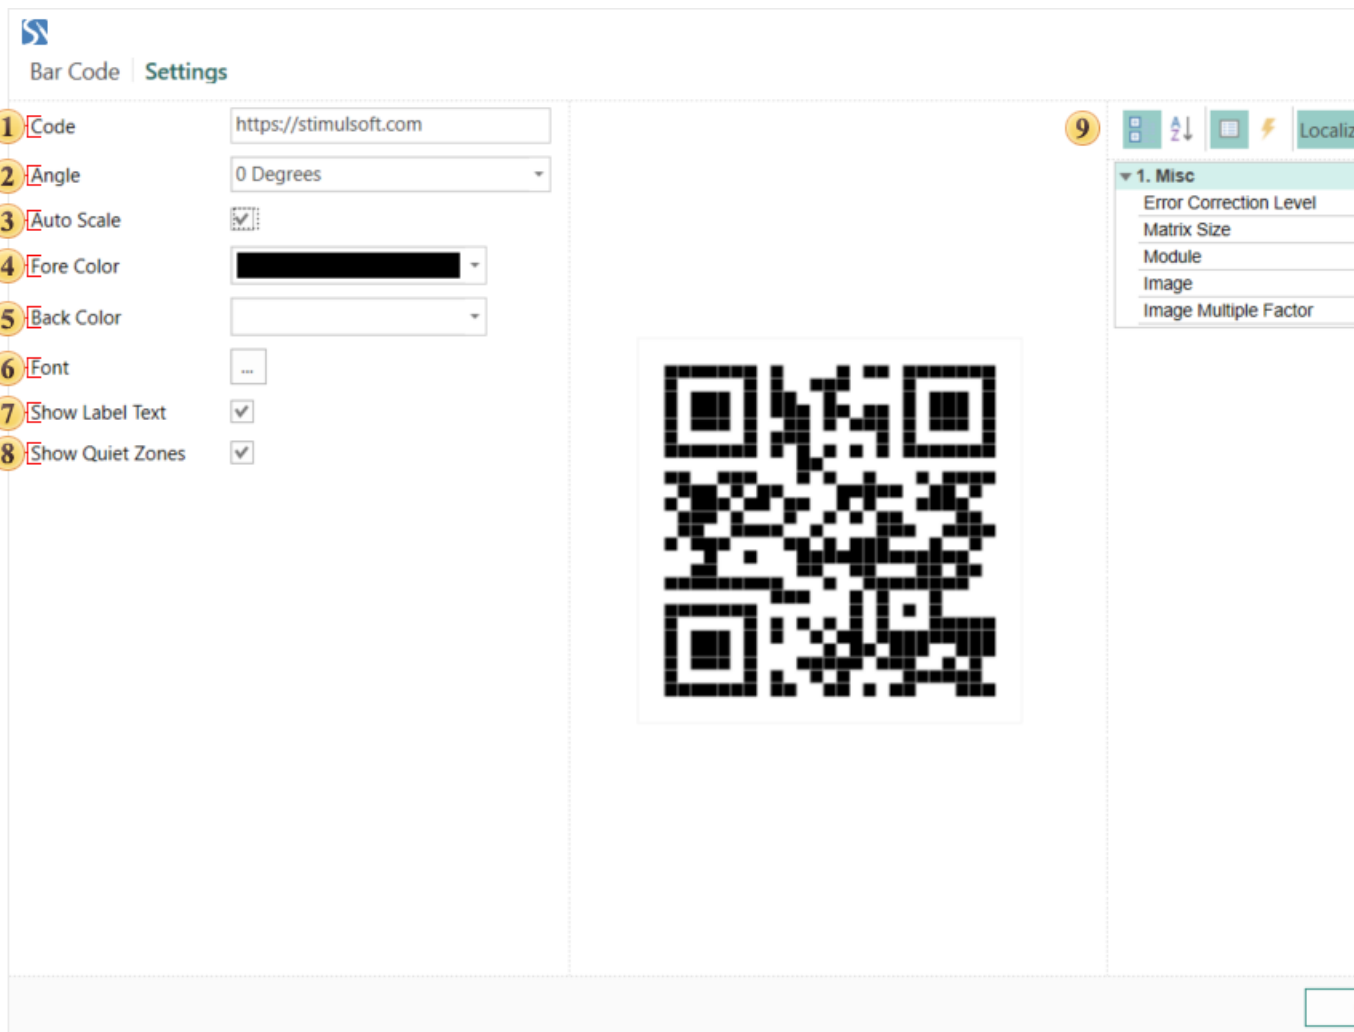 Bar Code Settings
1 Code https://stimulsoft.com
2 Angle 0 Degrees
3 Auto Scale
4 Fore Color
5 Back Color
6 Font ...
7 Show Label Text
8 Show Quiet Zones
9 A Z Localiz
1. Misc
Error Correction Level
Matrix Size
Module
Image
Image Multiple Factor